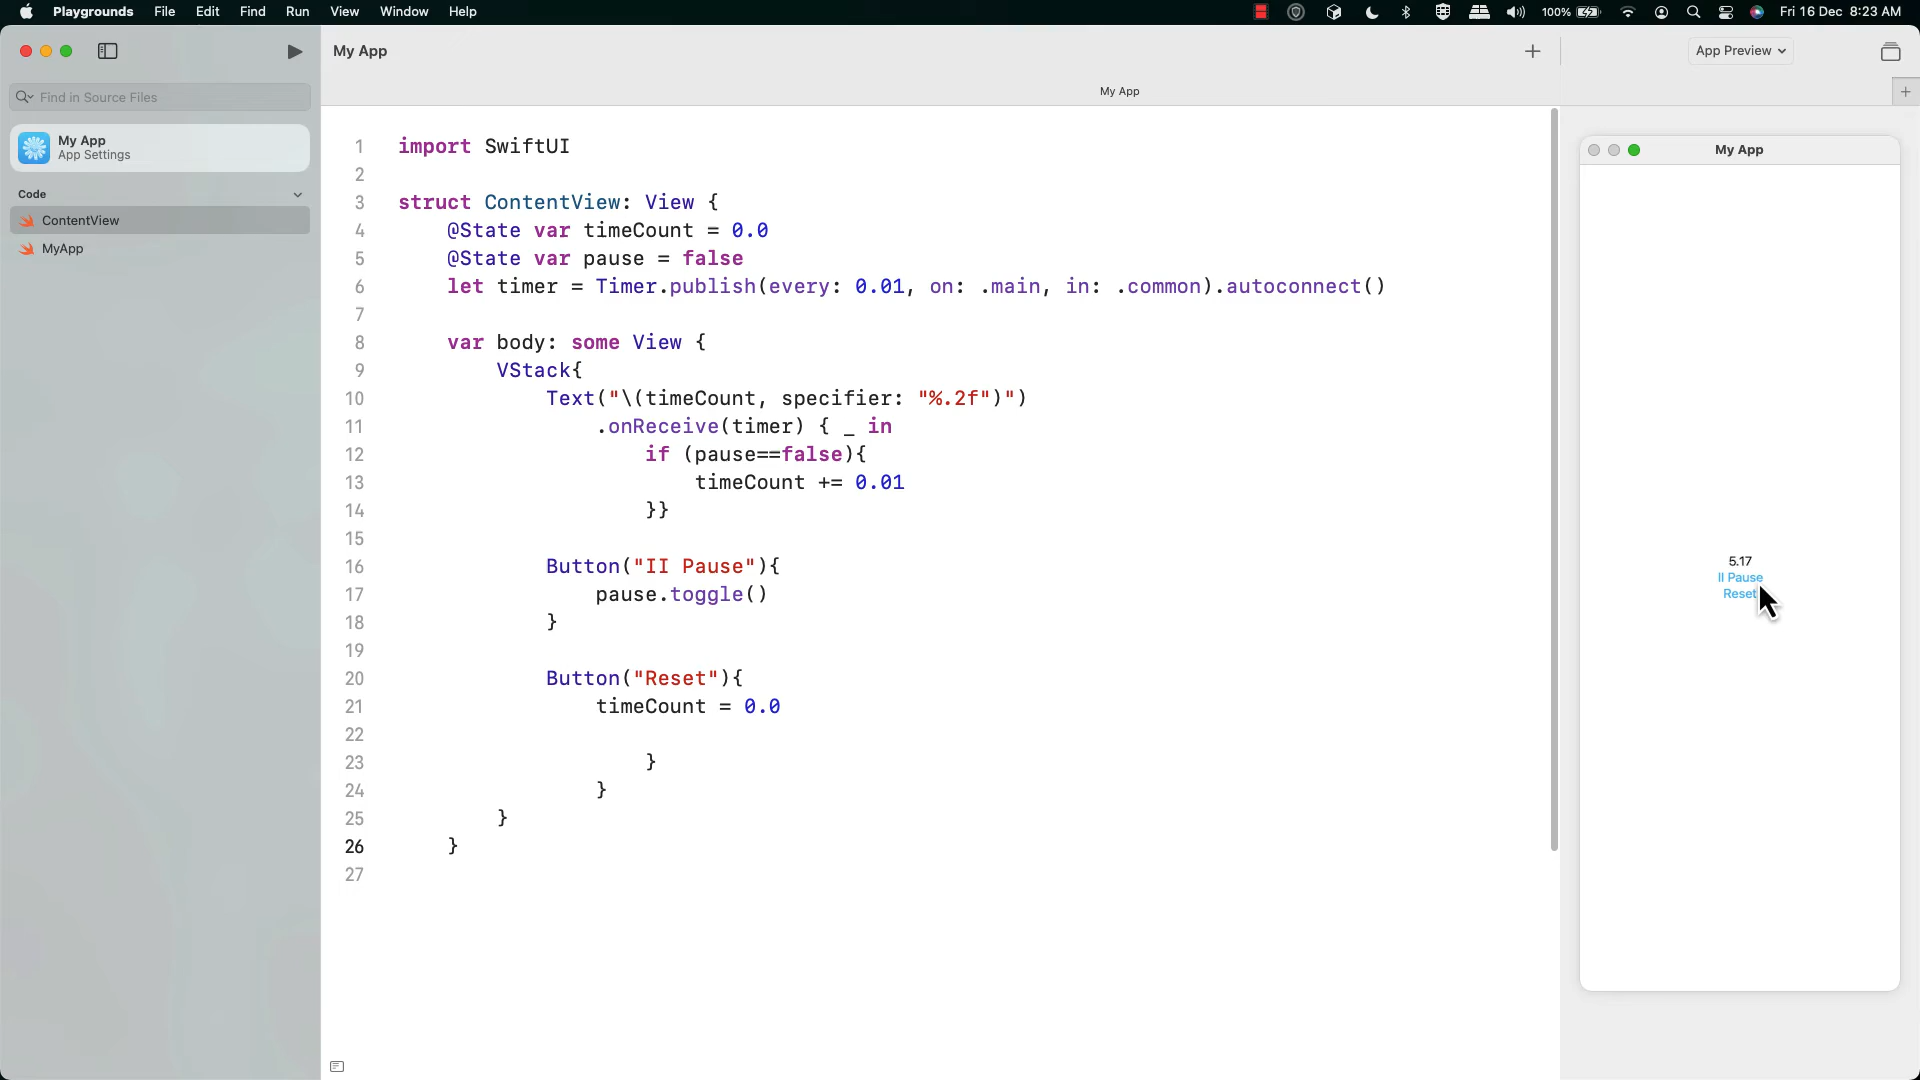 Playgrounds File Edit Find Run View Window Help 100% Fri 16 Dec 8:23 AM
My App
App Preview
Find in Source Files
My App
+
My App
App Settings
Code
ContentView
MyApp
1 import SwiftUI
2
3 struct ContentView: View {
4 @State var timeCount = 0.0
5 @State var pause = false
6 let timer = Timer.publish(every: 0.01, on: .main, in: .common).autoconnect()
7
8 var body: some View {
9 VStack{
10 Text("\(timeCount, specifier: "%.2f")")
11 .onReceive(timer) { _ in
12 if (pause==false){
13 timeCount += 0.01
14 }}
15
16 Button("II Pause"){
17 pause.toggle()
18 }
19
20 Button("Reset"){
21 timeCount = 0.0
22
23 }
24 }
25 }
26 }
27
My App
5.17
II Pause
Reset